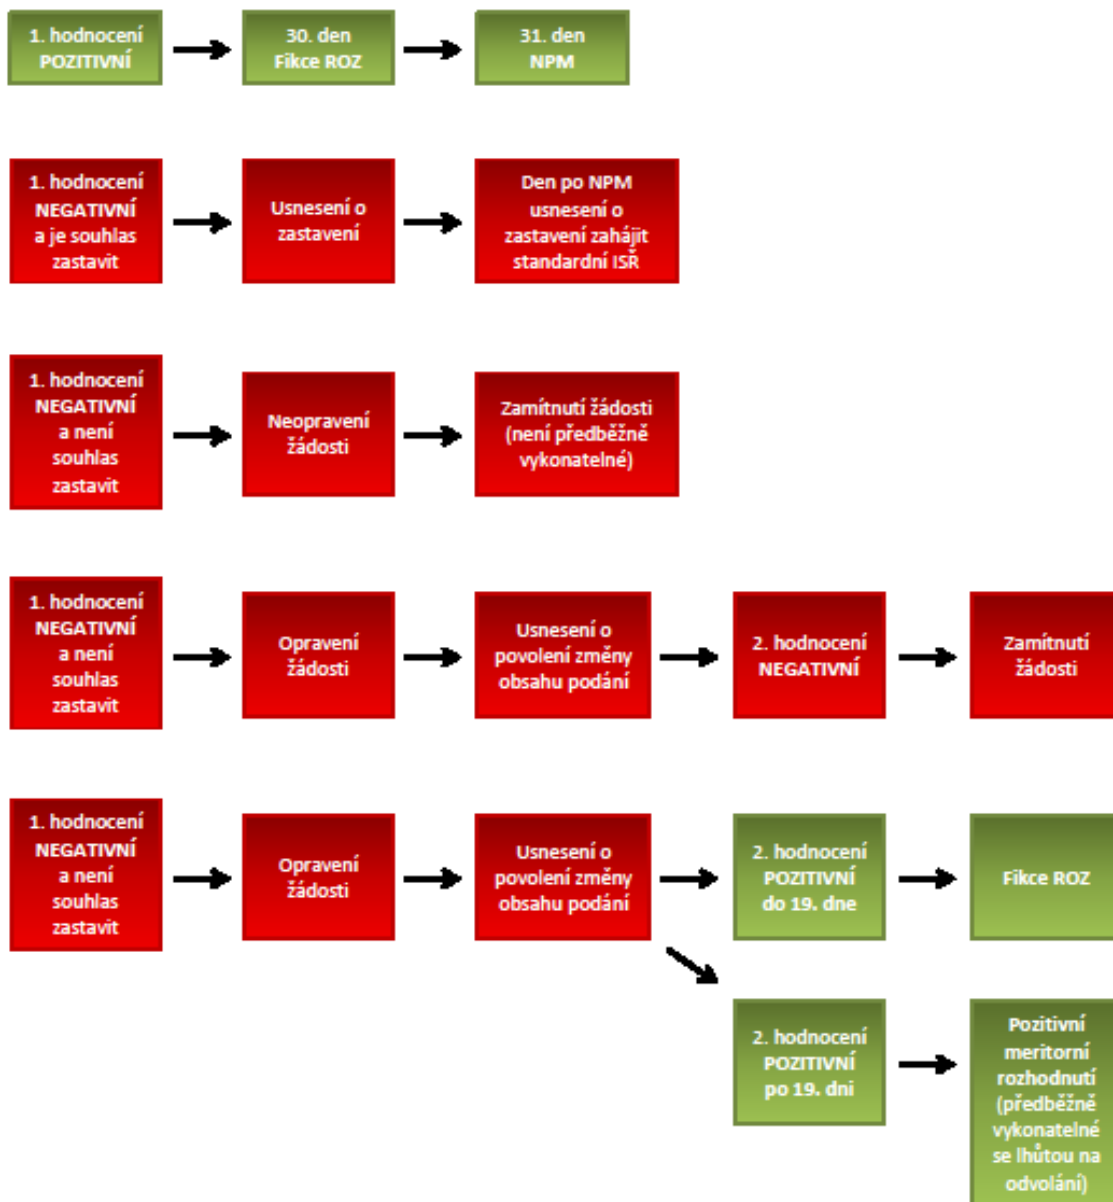 1. hodnocení
POZITIVNÍ
30. den
Fikce ROZ
31. den
NPM
1. hodnocení
NEGATIVNÍ
a je souhlas
zastavit
Usnesení o
zastavení
Den po NPM
usnesení o
zastavení zahájit
standardní ISŘ
1. hodnocení
NEGATIVNÍ
a není
souhlas
zastavit
Neopravení
žádosti
Zamítnutí žádosti
(není předběžně
vykonatelné)
1. hodnocení
NEGATIVNÍ
a není
souhlas
zastavit
Opravení
žádosti
Usnesení o
povolení změny
obsahu podání
2. hodnocení
NEGATIVNÍ
Zamítnutí
žádosti
1. hodnocení
NEGATIVNÍ
a není
souhlas
zastavit
Opravení
žádosti
Usnesení o
povolení změny
obsahu podání
2. hodnocení
POZITIVNÍ
do 19. dne
Fikce ROZ
2. hodnocení
POZITIVNÍ
po 19. dni
Pozitivní
meritorní
rozhodnutí
(předběžně
vykonatelné
se lhůtou na
odvolání)